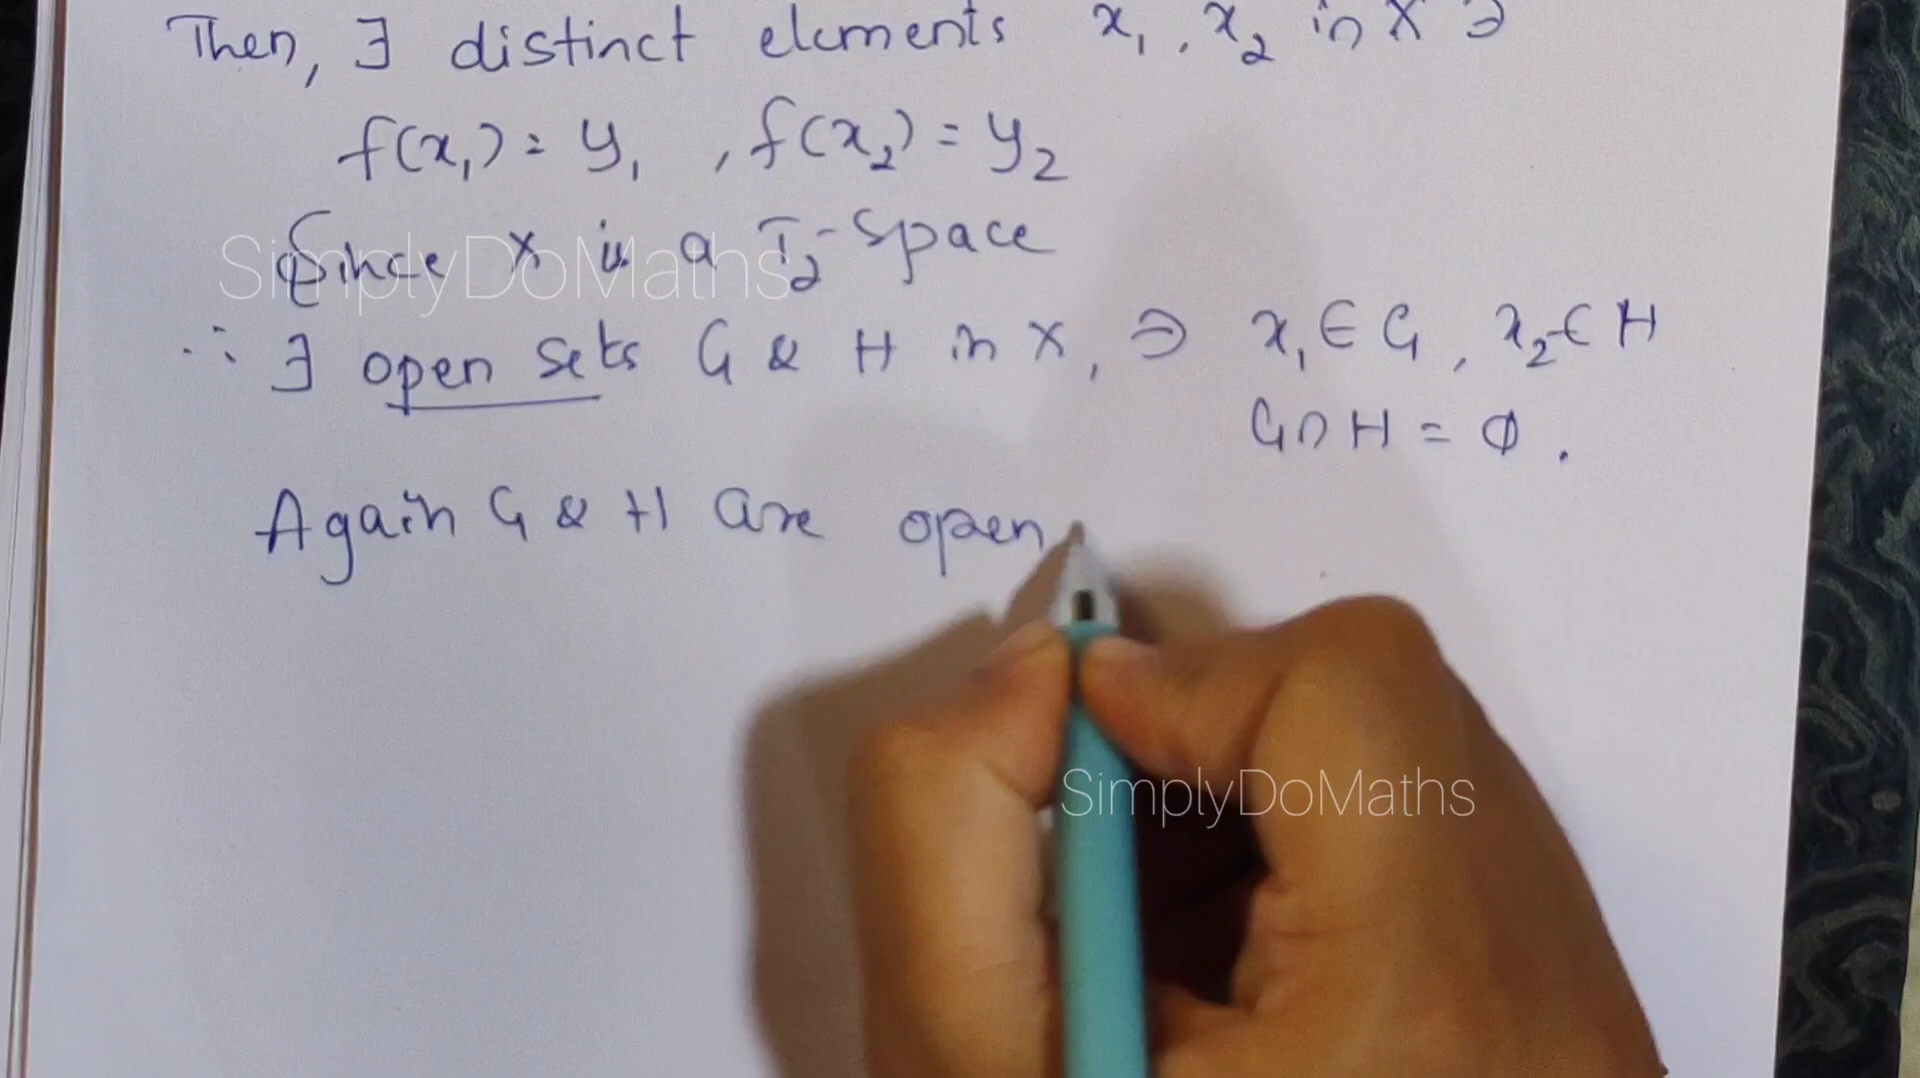 Then, ∃ distinct elements x₁, x₂ in X ∋
f(x₁) = y₁ , f(x₂) = y₂
Since X is a T₂-space
SimplyDoMaths
∴ ∃ open sets G & H in X, ∋ x₁ ∈ G, x₂ ∈ H
G ∩ H = φ.
Again G & H are open
SimplyDoMaths